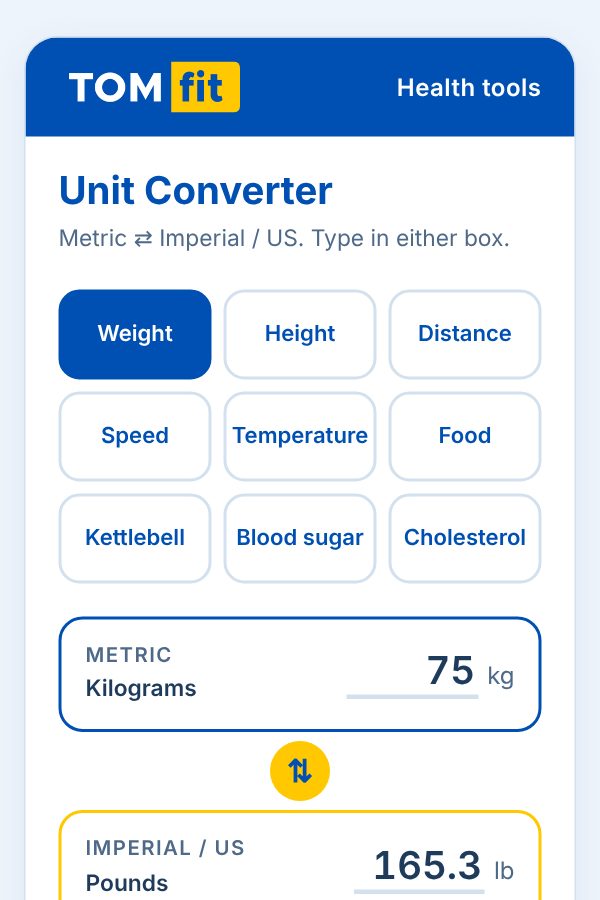 TOM fit
Health tools
Unit Converter
Metric ⇄ Imperial / US. Type in either box.
Weight
Height
Distance
Speed
Temperature
Food
Kettlebell
Blood sugar
Cholesterol
METRIC
Kilograms
75 kg
⇅
IMPERIAL / US
Pounds
165.3 lb